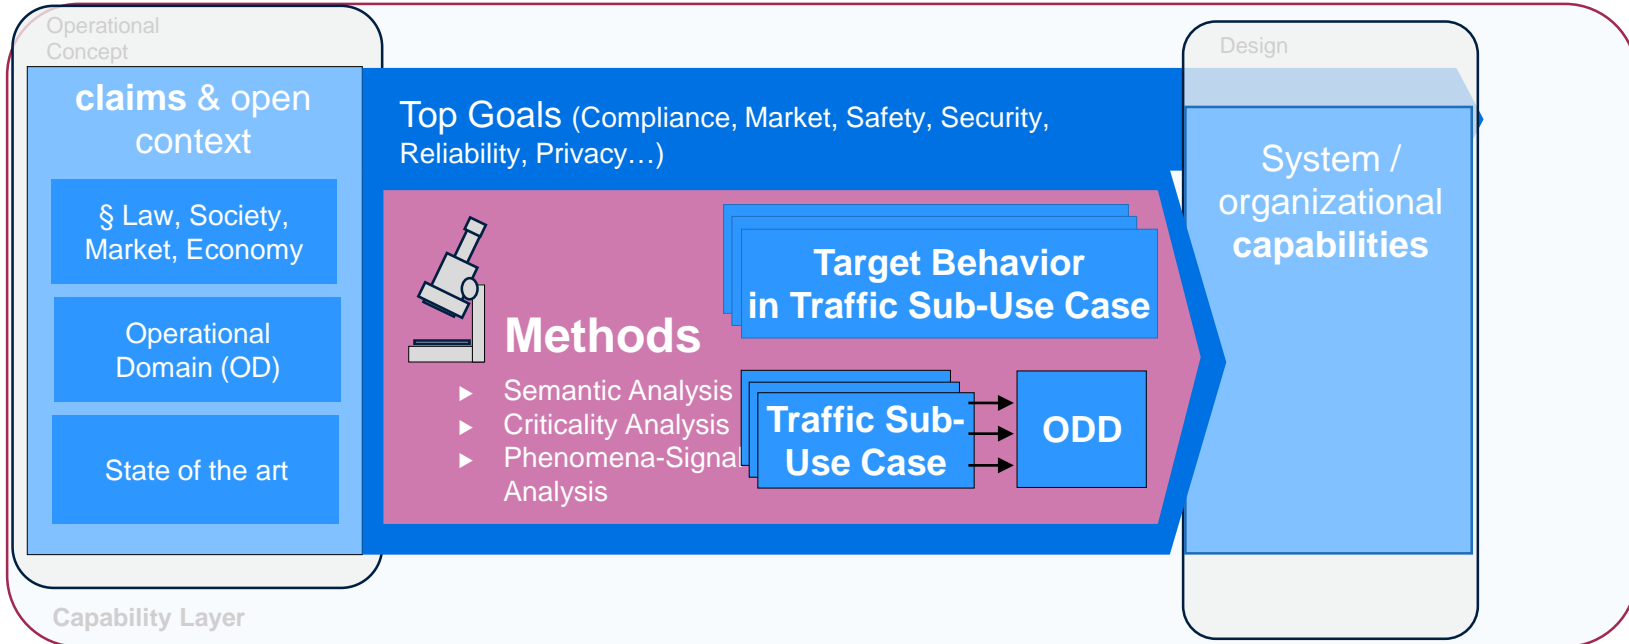 Operational
Concept
claims & open
context
§ Law, Society,
Market, Economy
Operational
Domain (OD)
State of the art
Top Goals (Compliance, Market, Safety, Security,
Reliability, Privacy…)
Methods
Semantic Analysis
Criticality Analysis
Phenomena-Signal
Analysis
Target Behavior
in Traffic Sub-Use Case
Traffic Sub-
Use Case
ODD
Design
System /
organizational
capabilities
Capability Layer